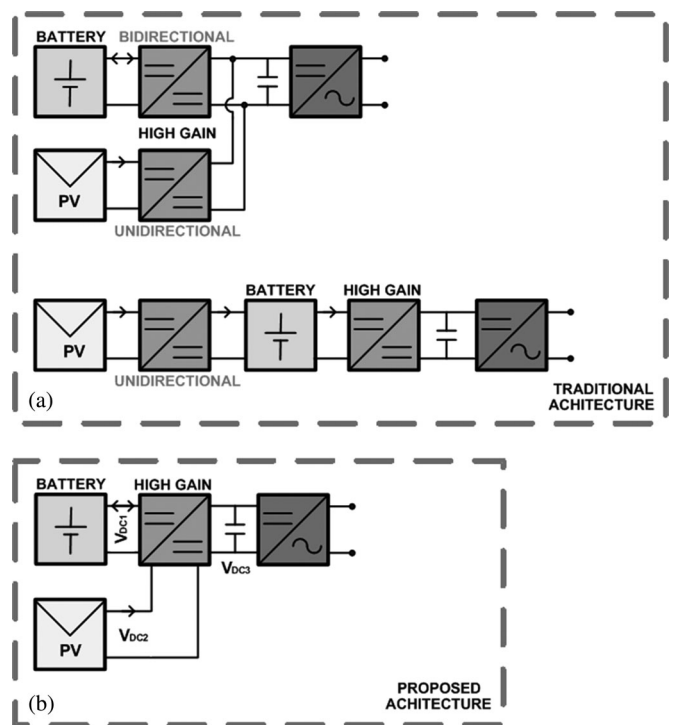 BATTERY BIDIRECTIONAL
HIGH GAIN
PV
UNIDIRECTIONAL
BATTERY HIGH GAIN
PV
UNIDIRECTIONAL
(a)
TRADITIONAL
ACHITECTURE
BATTERY HIGH GAIN
VDC1
VDC3
VDC2
PV
(b)
PROPOSED
ACHITECTURE